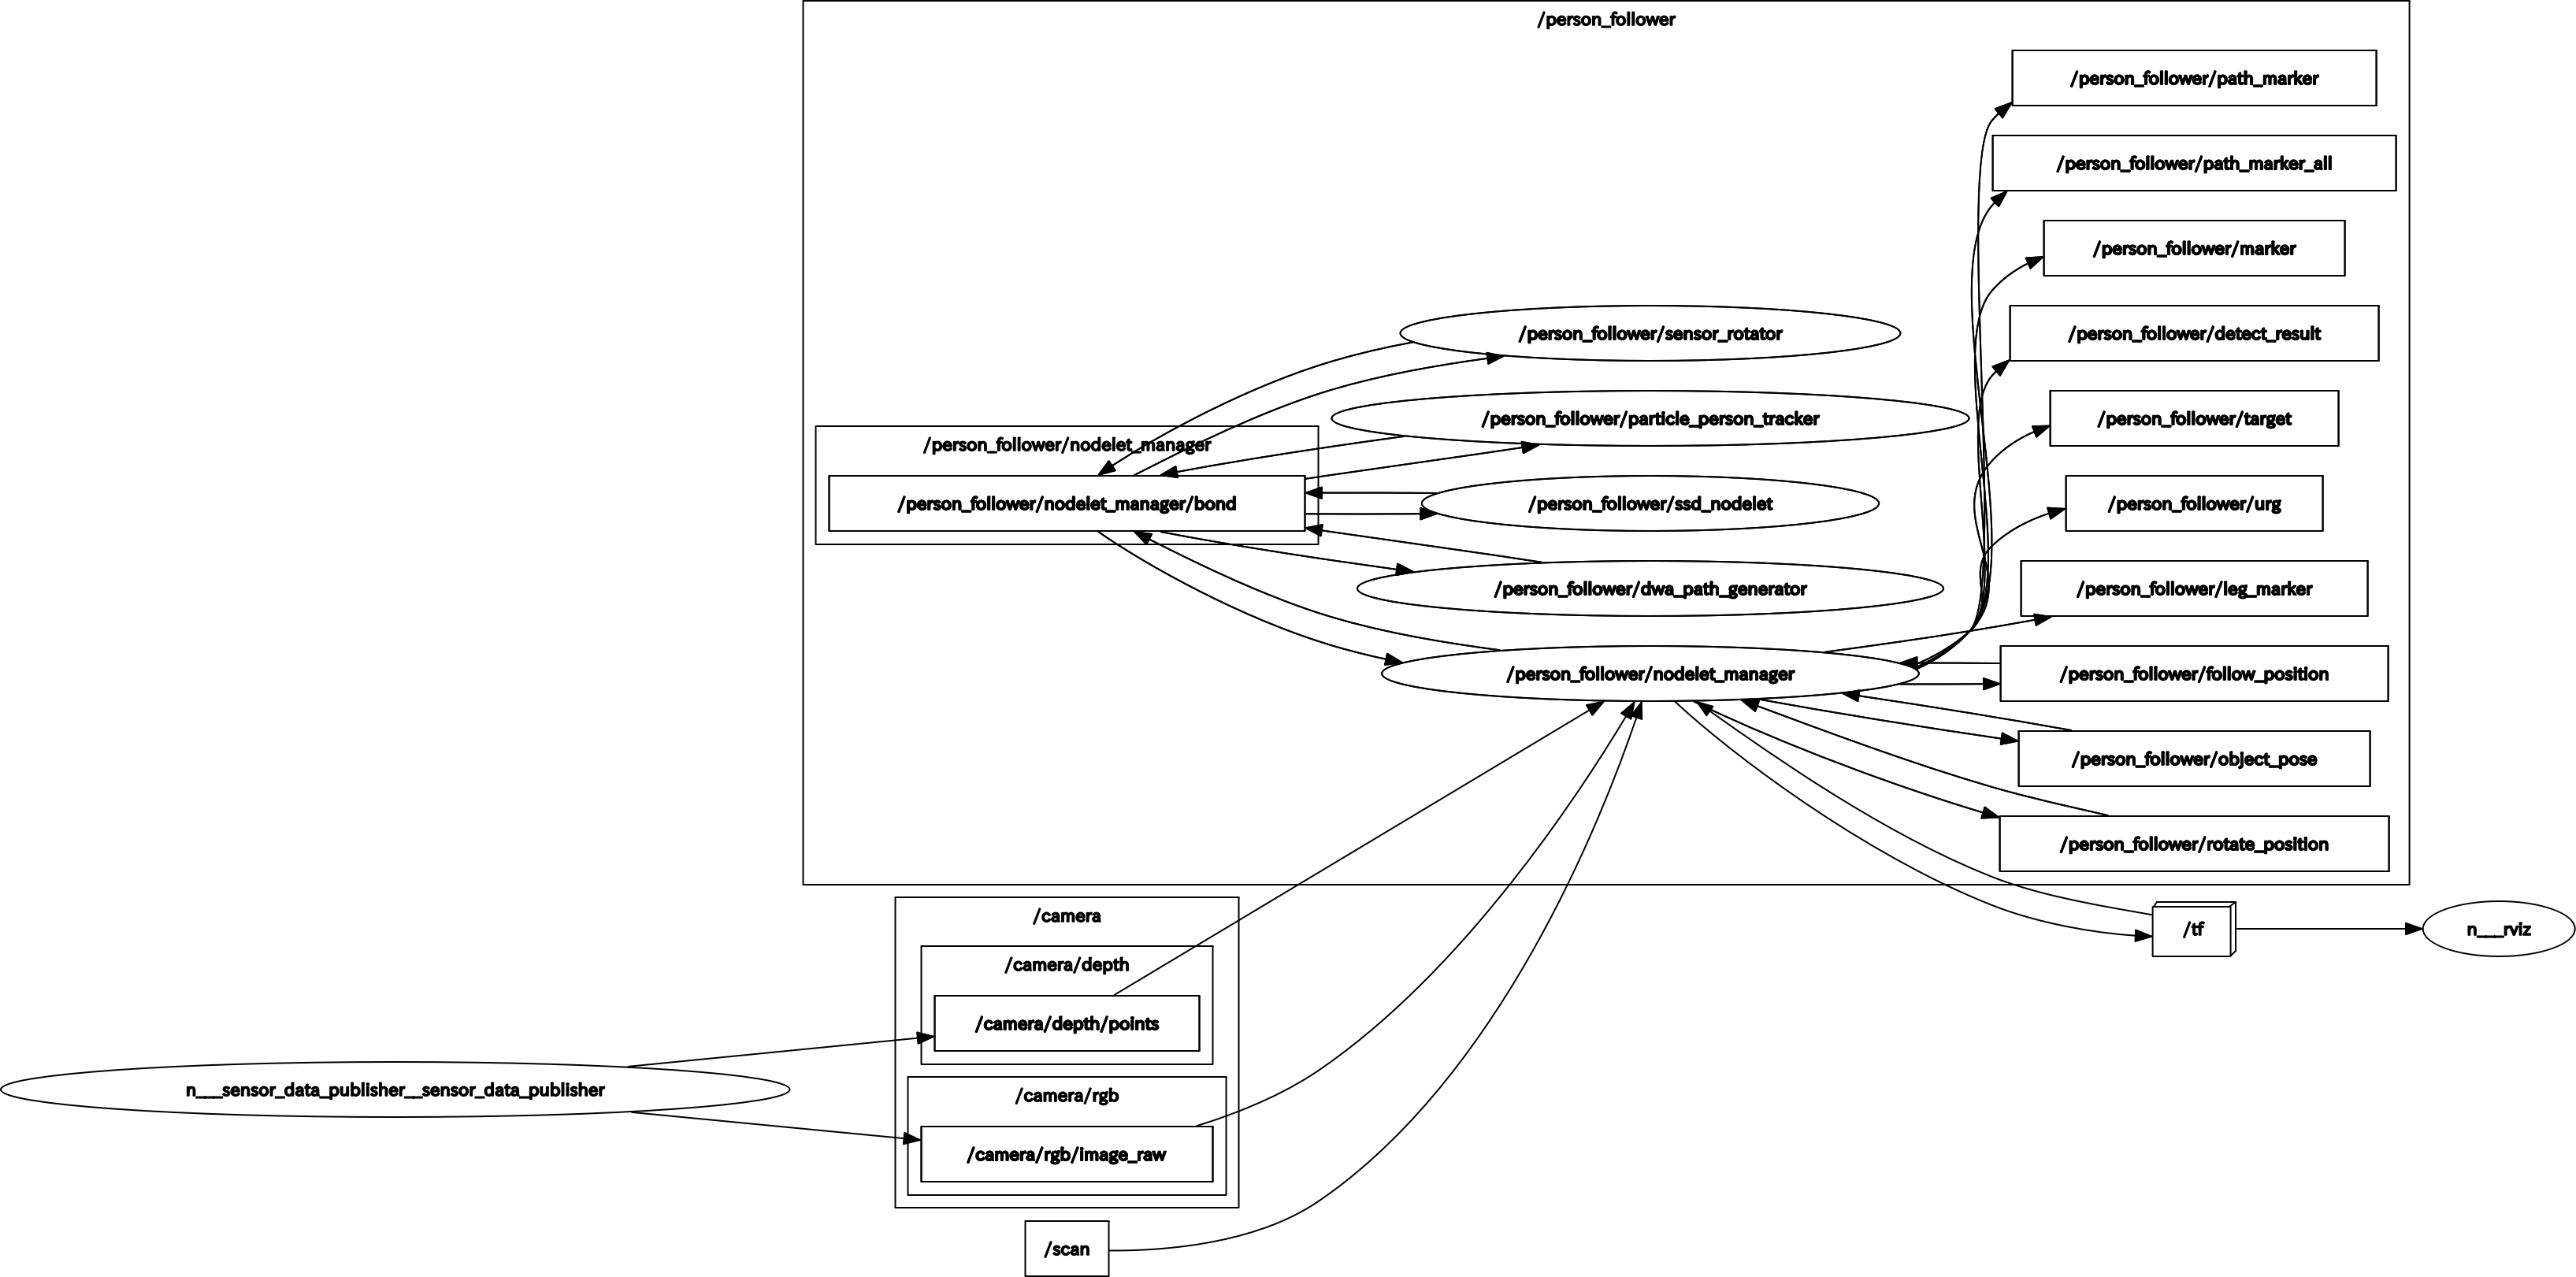 /person_follower
/person_follower/path_marker
/person_follower/path_marker_all
/person_follower/marker
/person_follower/sensor_rotator
/person_follower/detect_result
/person_follower/particle_person_tracker
/person_follower/target
/person_follower/nodelet_manager
/person_follower/nodelet_manager/bond
/person_follower/ssd_nodelet
/person_follower/urg
/person_follower/dwa_path_generator
/person_follower/leg_marker
/person_follower/nodelet_manager
/person_follower/follow_position
/person_follower/object_pose
/person_follower/rotate_position
/camera
/tf
n___rviz
/camera/depth
/camera/depth/points
n___sensor_data_publisher__sensor_data_publisher
/camera/rgb
/camera/rgb/image_raw
/scan